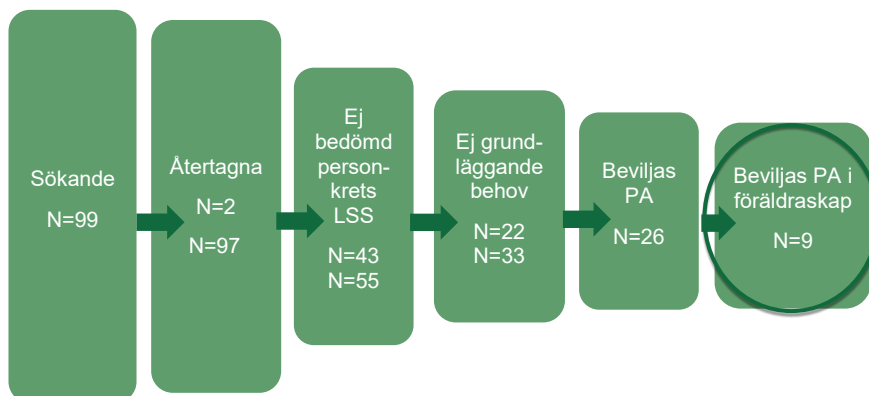 Sökande
N=99
Återtagna
N=2
N=97
Ej
bedömd
person-
krets
LSS
N=43
N=55
Ej grund-
läggande
behov
N=22
N=33
Beviljas
PA
N=26
Beviljas PA i
föräldraskap
N=9